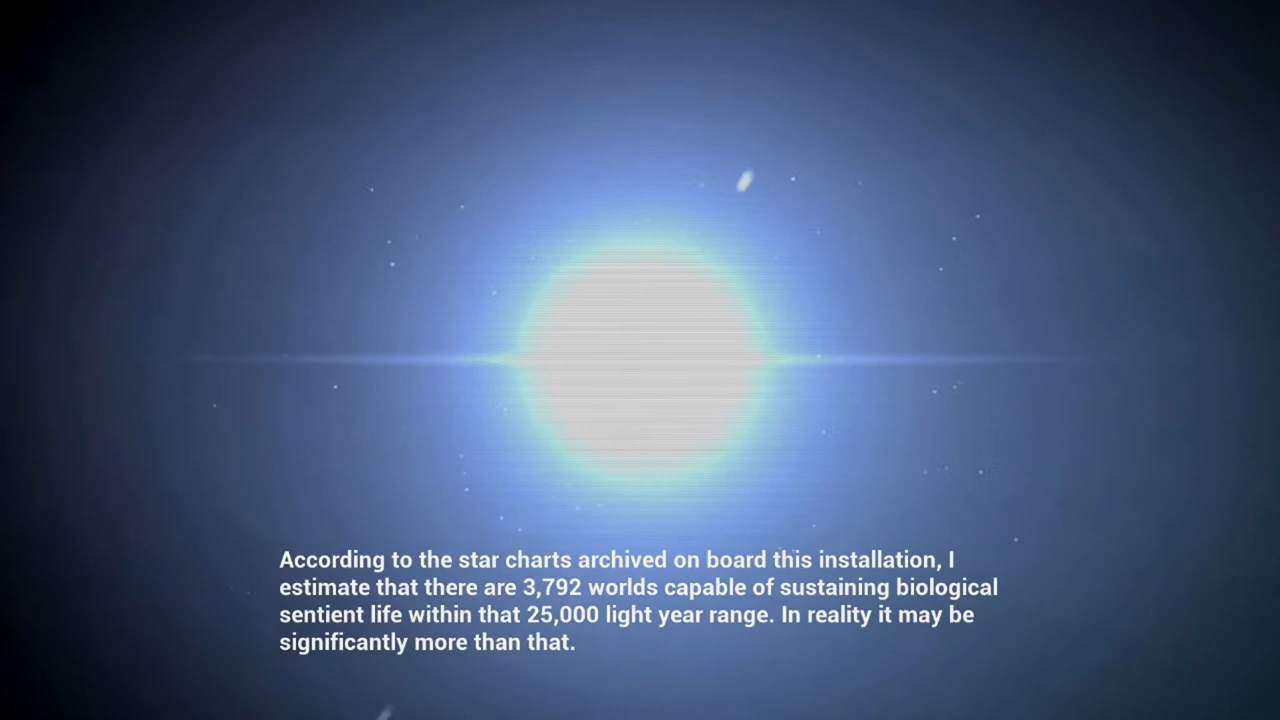 According to the star charts archived on board this installation, I
estimate that there are 3,792 worlds capable of sustaining biological
sentient life within that 25,000 light year range. In reality it may be
significantly more than that.